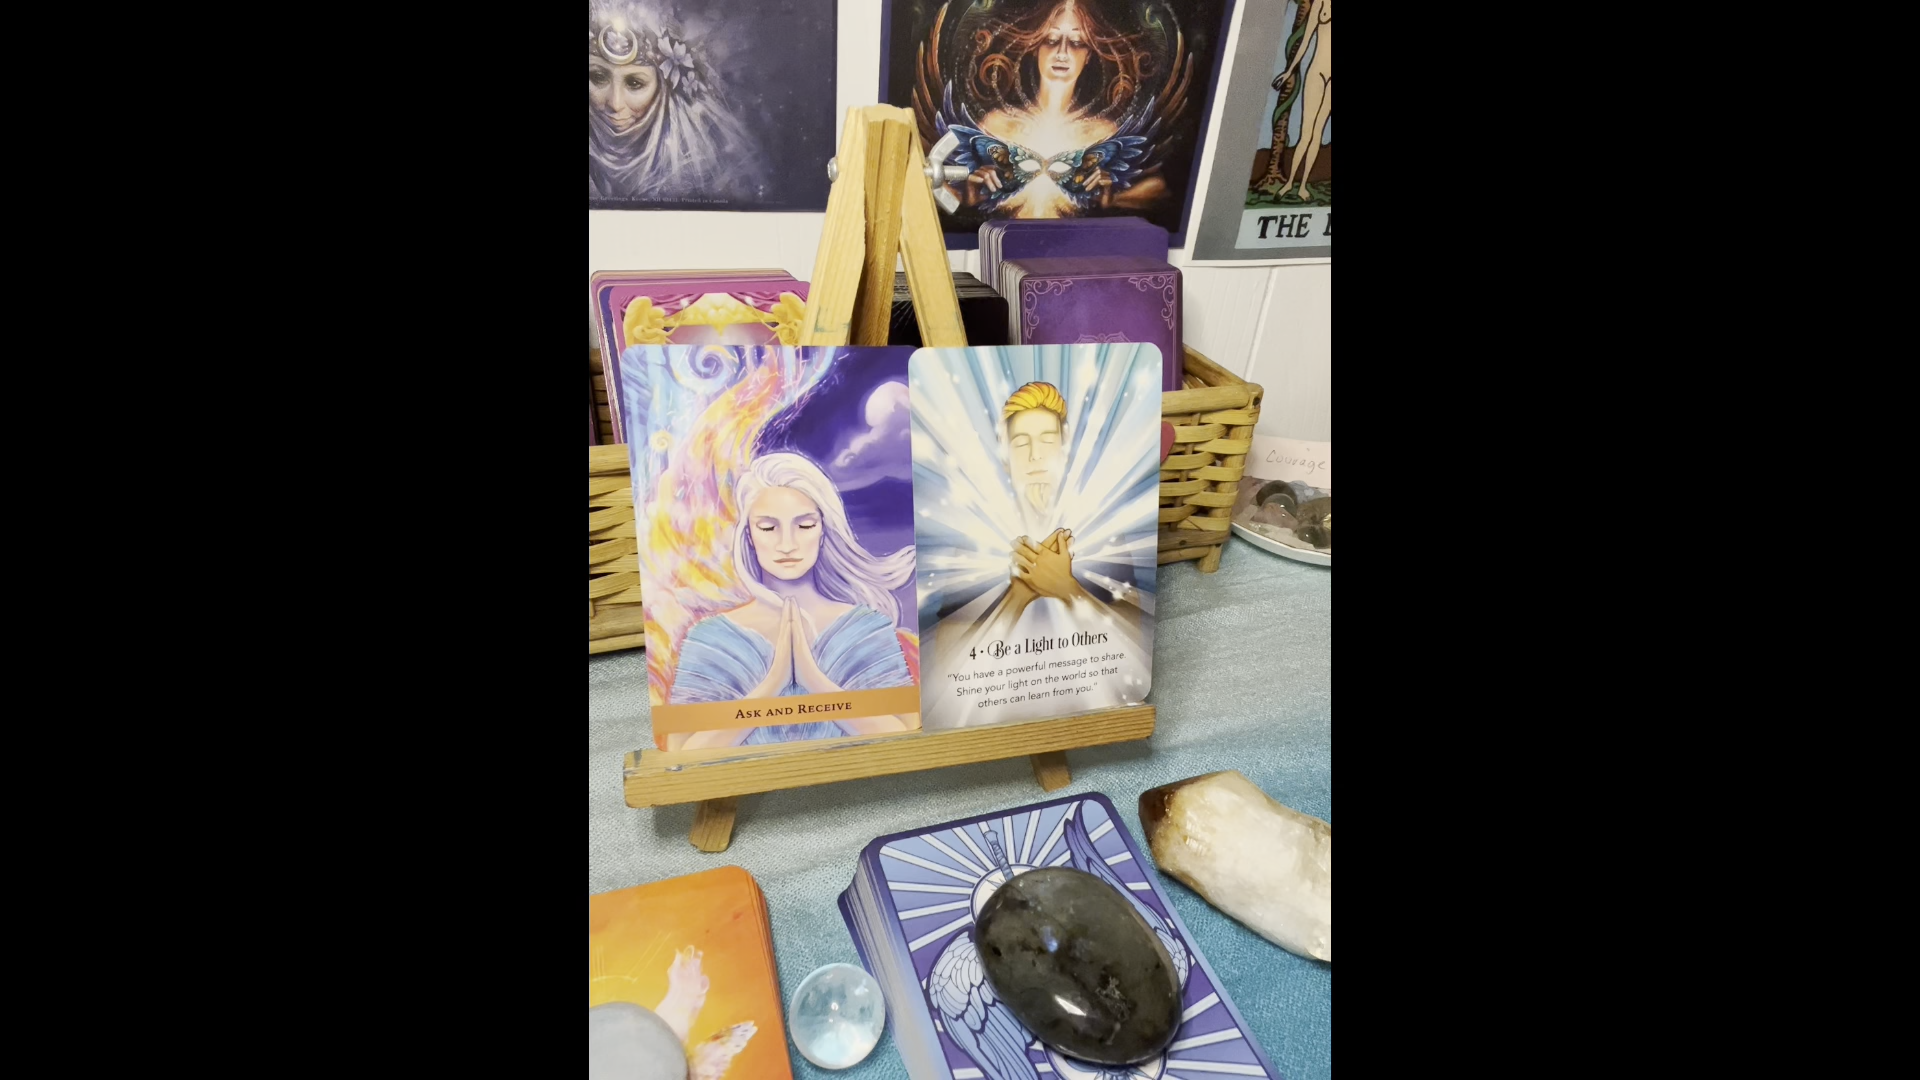 THE
Courage
ASK AND RECEIVE
4 • Be a Light to Others
"You have a powerful message to share.
Shine your light on the world so that
others can learn from you."